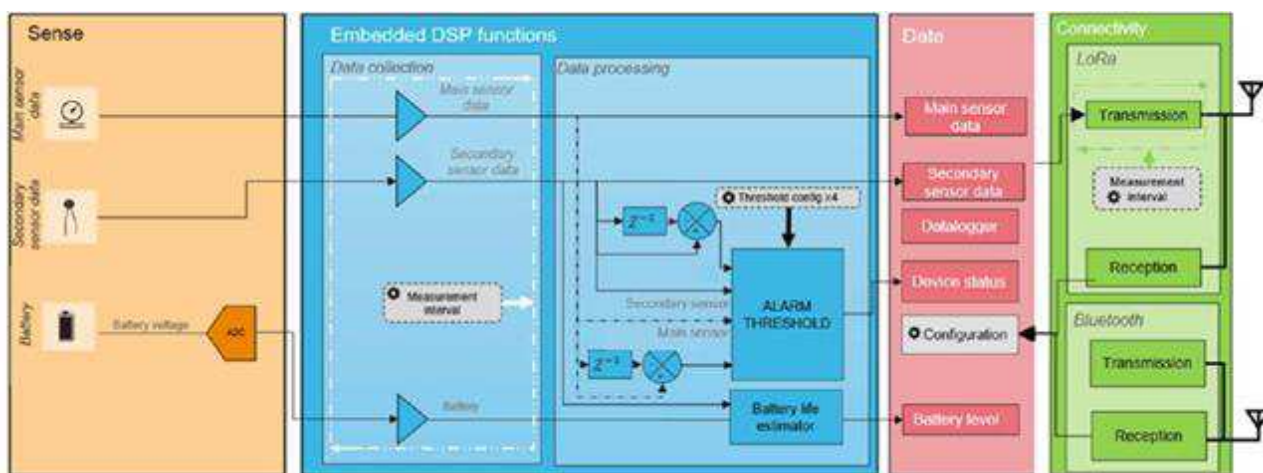 Sense
Embedded DSP functions
Data
Connectivity
Data collection
Data processing
LoRa
Main sensor
data
Secondary
sensor data
Battery
Battery voltage
ADC
Main sensor
data
Secondary
sensor data
Measurement
interval
Battery
Threshold config x4
Secondary sensor
Main sensor
ALARM
THRESHOLD
Battery life
estimator
Main sensor
data
Secondary
sensor data
Datalogger
Device status
Configuration
Battery level
Transmission
Measurement
interval
Reception
Bluetooth
Transmission
Reception